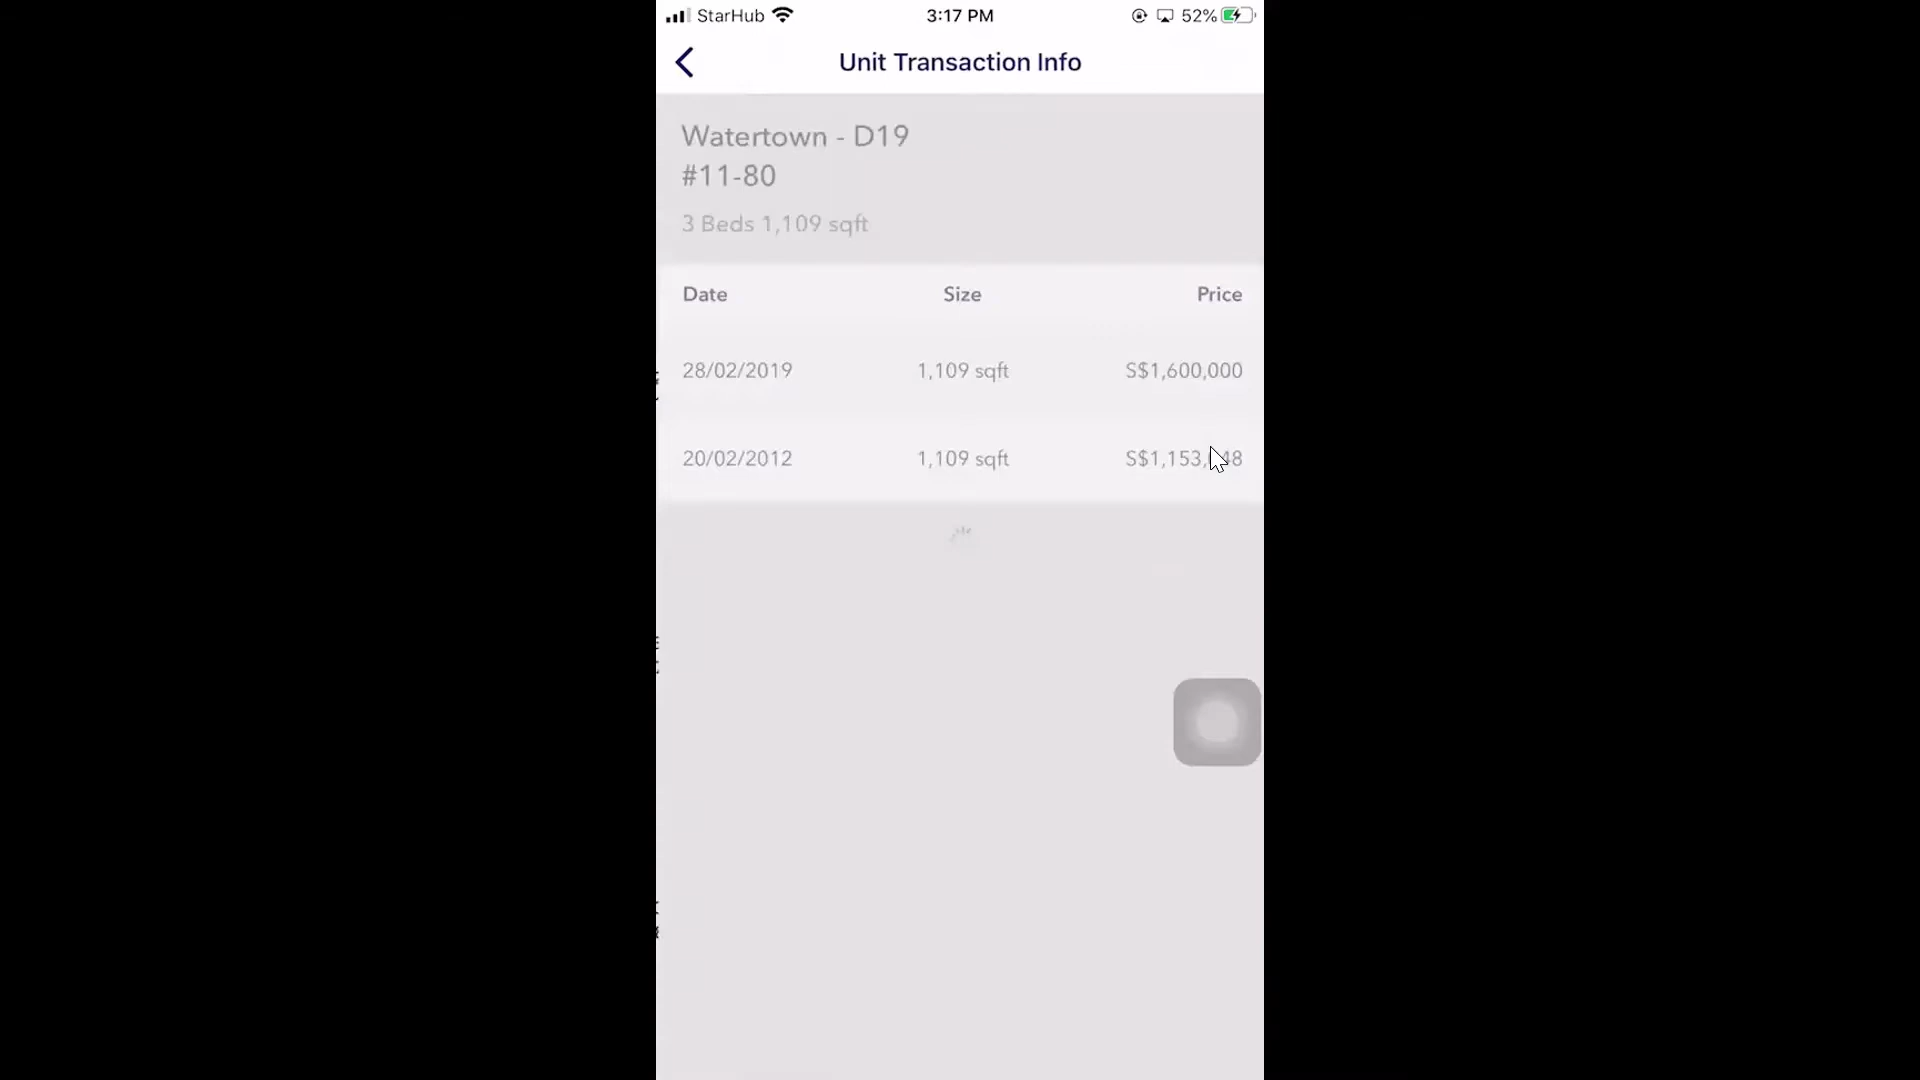 StarHub 3:17 PM 52%
Unit Transaction Info
Watertown - D19
#11-80
3 Beds 1,109 sqft
Date Size Price
28/02/2019 1,109 sqft S$1,600,000
20/02/2012 1,109 sqft